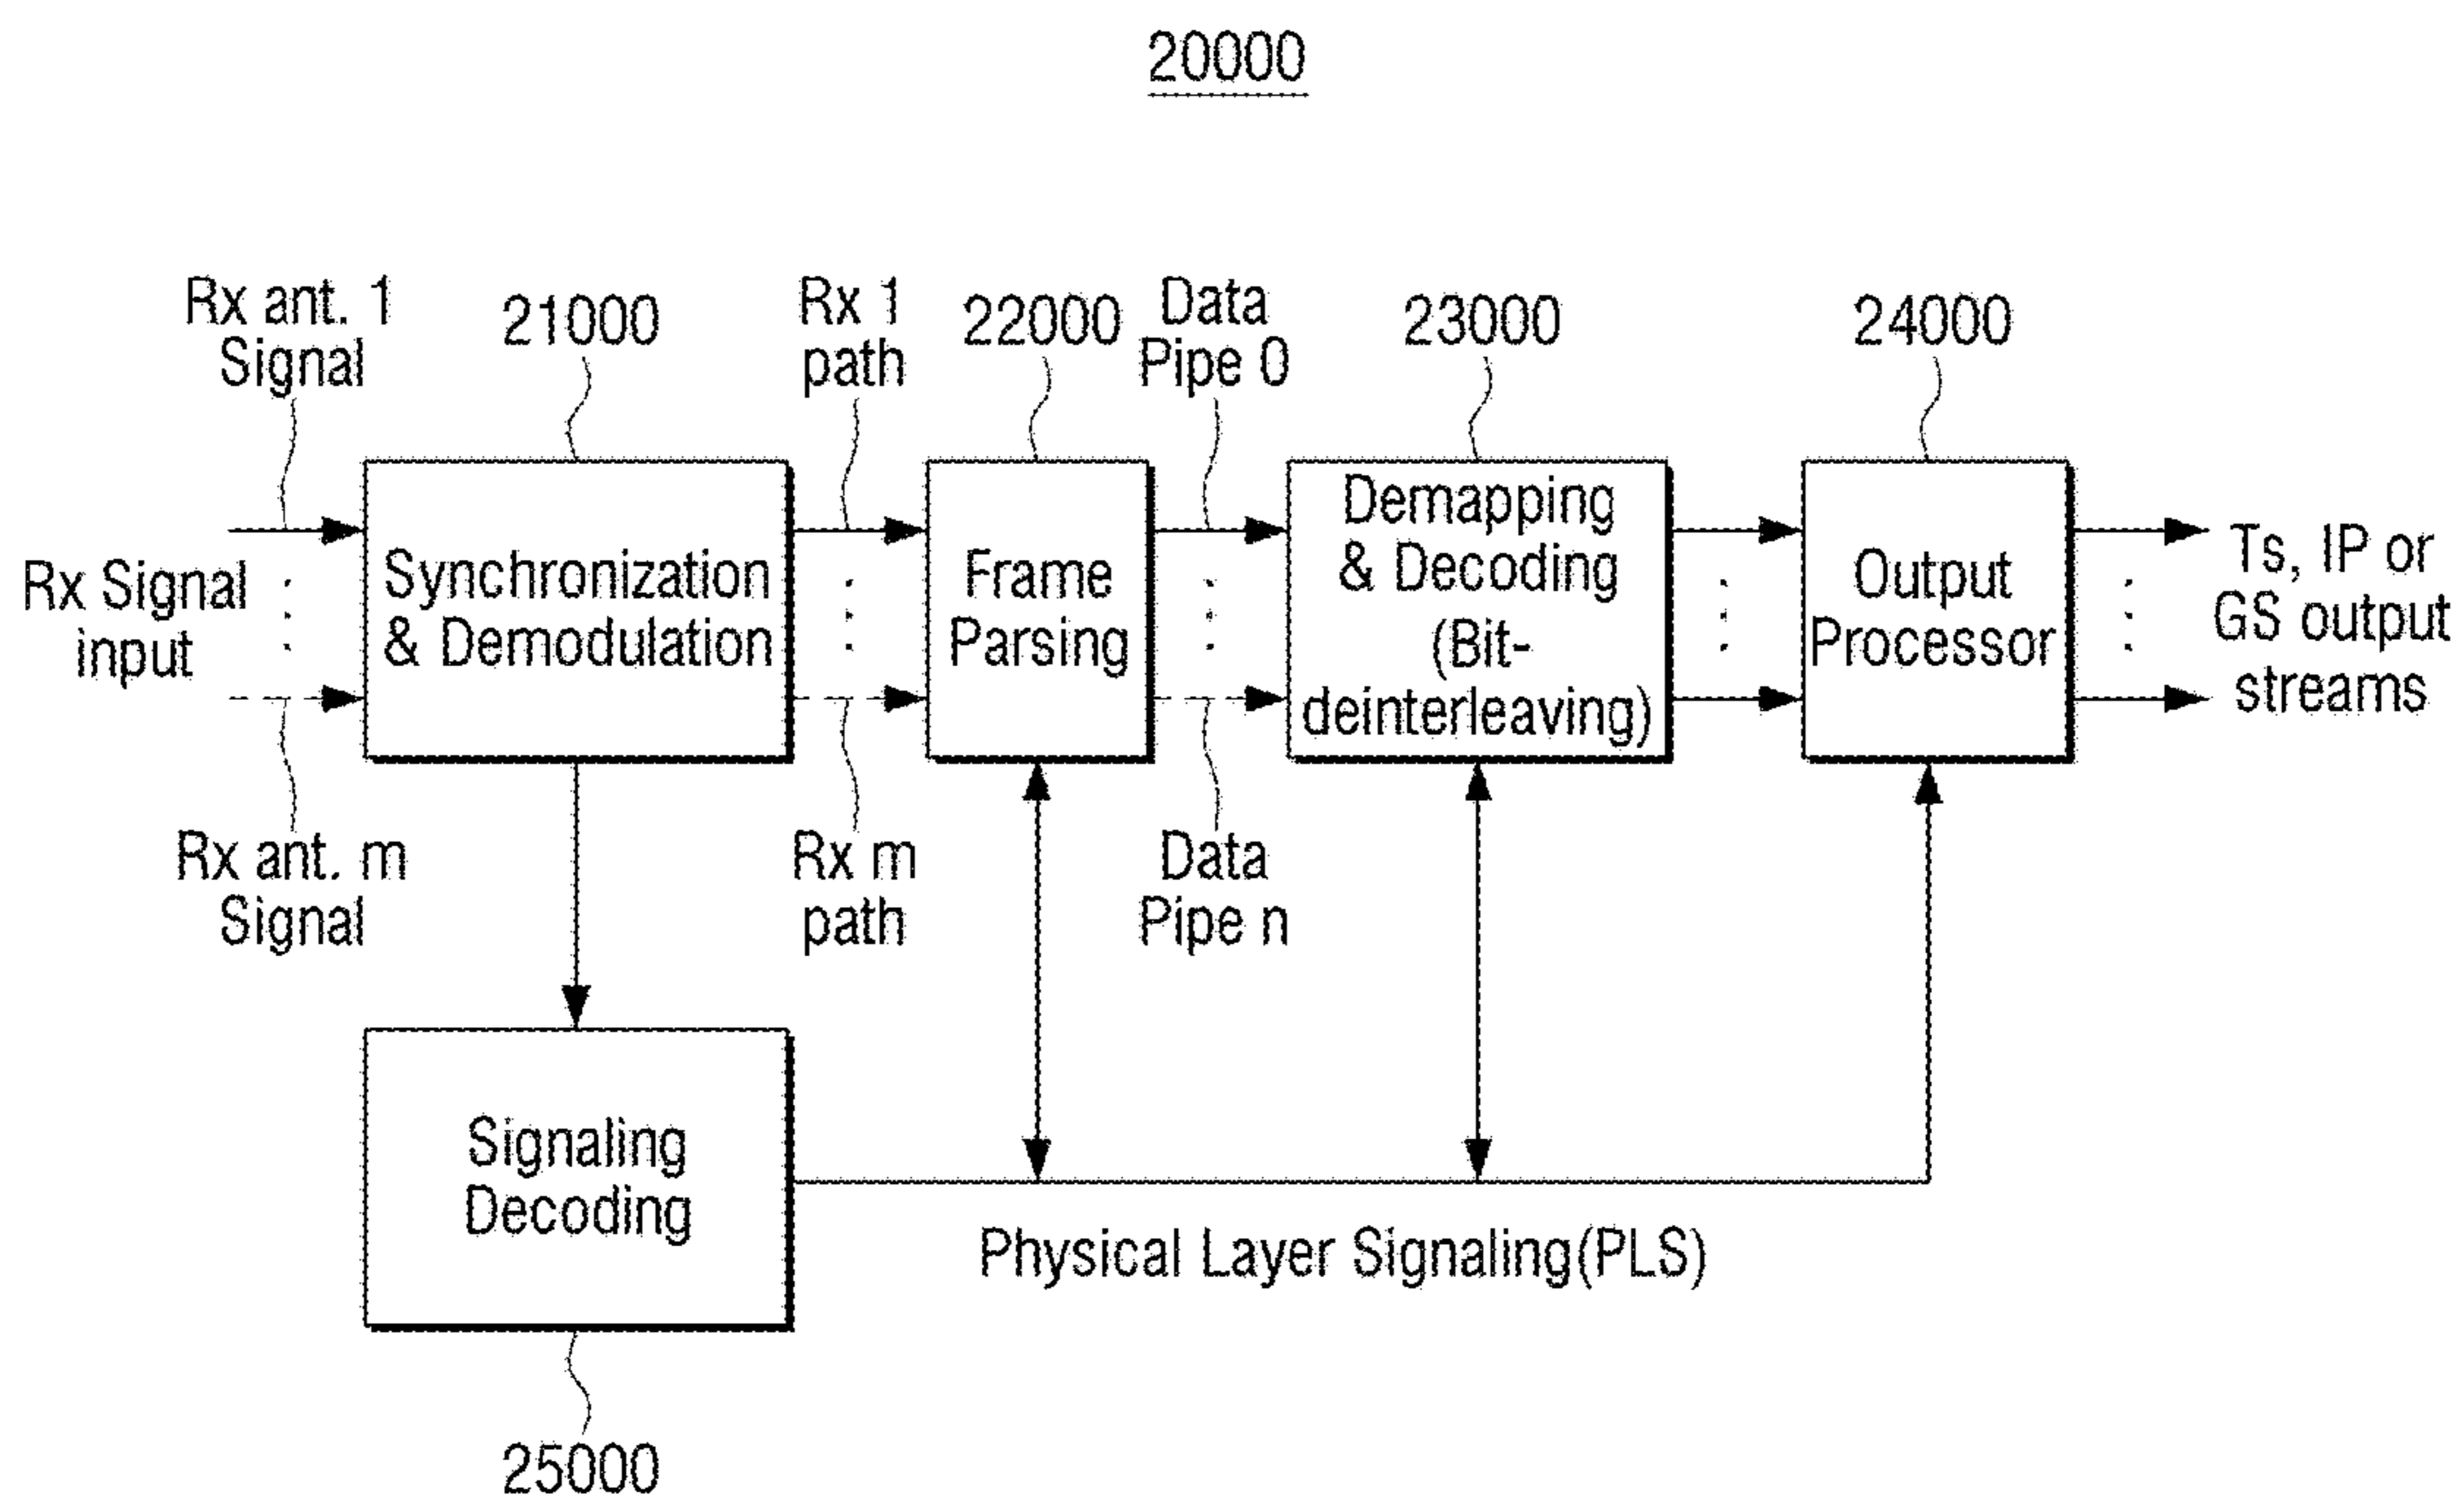 20000
Rx ant. 1
Signal
21000
Rx 1
path
22000
Data
Pipe 0
23000
24000
Rx Signal
input
Synchronization
& Demodulation
Frame
Parsing
Demapping
& Decoding
(Bit-
deinterleaving)
Output
Processor
Ts, IP or
GS output
streams
Rx ant. m
Signal
Rx m
path
Data
Pipe n
Signaling
Decoding
Physical Layer Signaling(PLS)
25000